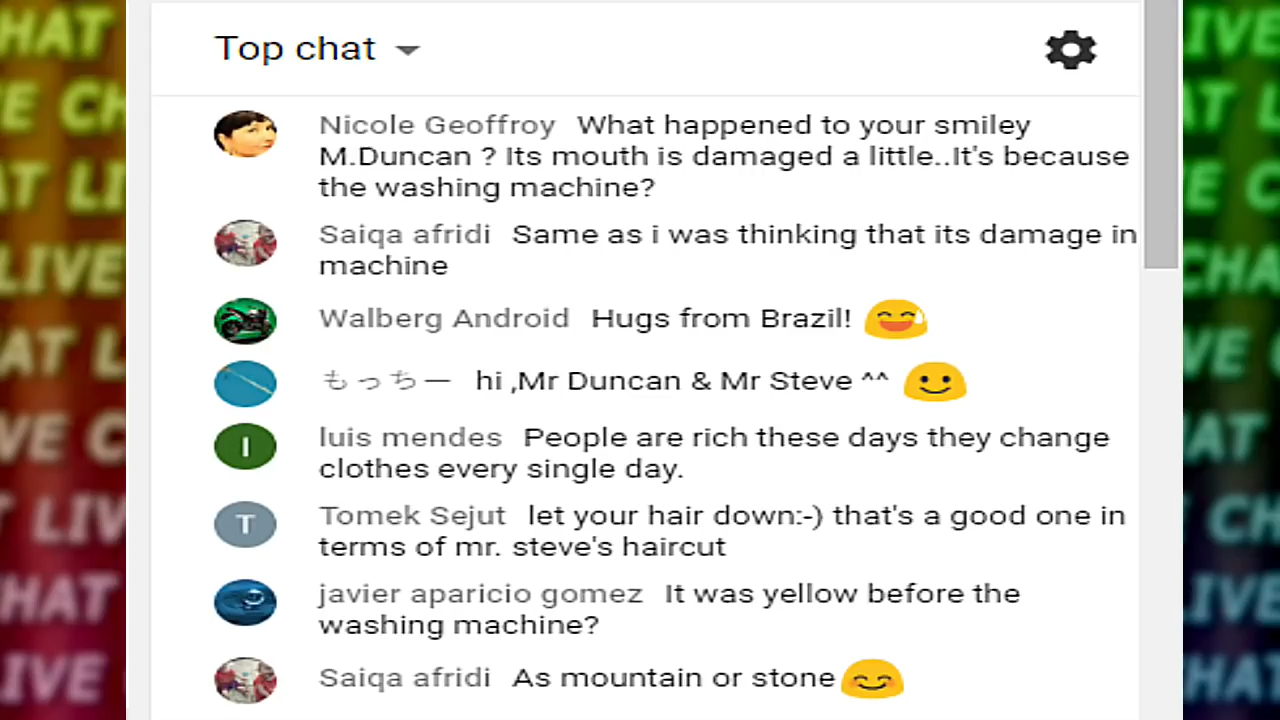 Top chat
Nicole Geoffroy What happened to your smiley
M.Duncan ? Its mouth is damaged a little..It's because
the washing machine?
Saiqa afridi Same as i was thinking that its damage in
machine
Walberg Android Hugs from Brazil! 😅
もっちー hi ,Mr Duncan & Mr Steve ^^ 🙂
I
luis mendes People are rich these days they change
clothes every single day.
T
Tomek Sejut let your hair down:-) that's a good one in
terms of mr. steve's haircut
javier aparicio gomez It was yellow before the
washing machine?
Saiqa afridi As mountain or stone 😊